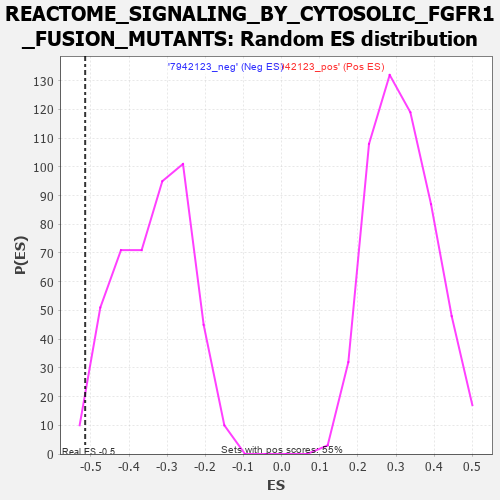 REACTOME_SIGNALING_BY_CYTOSOLIC_FGFR1
_FUSION_MUTANTS: Random ES distribution
'7942123_neg' (Neg ES) '42123_pos' (Pos ES)
130
120
110
100
90
80
70
60
50
40
30
20
10
0
P(ES)
Real ES -0.5
Sets with pos scores: 55%
-0.5 -0.4 -0.3 -0.2 -0.1 0.0 0.1 0.2 0.3 0.4 0.5
ES